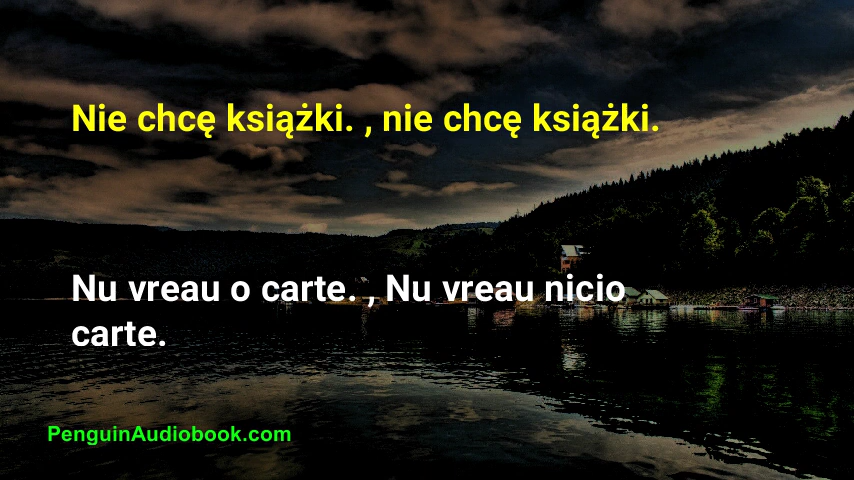 Nie chcę książki. , nie chcę książki.
Nu vreau o carte. , Nu vreau nicio
carte.
PenguinAudiobook.com